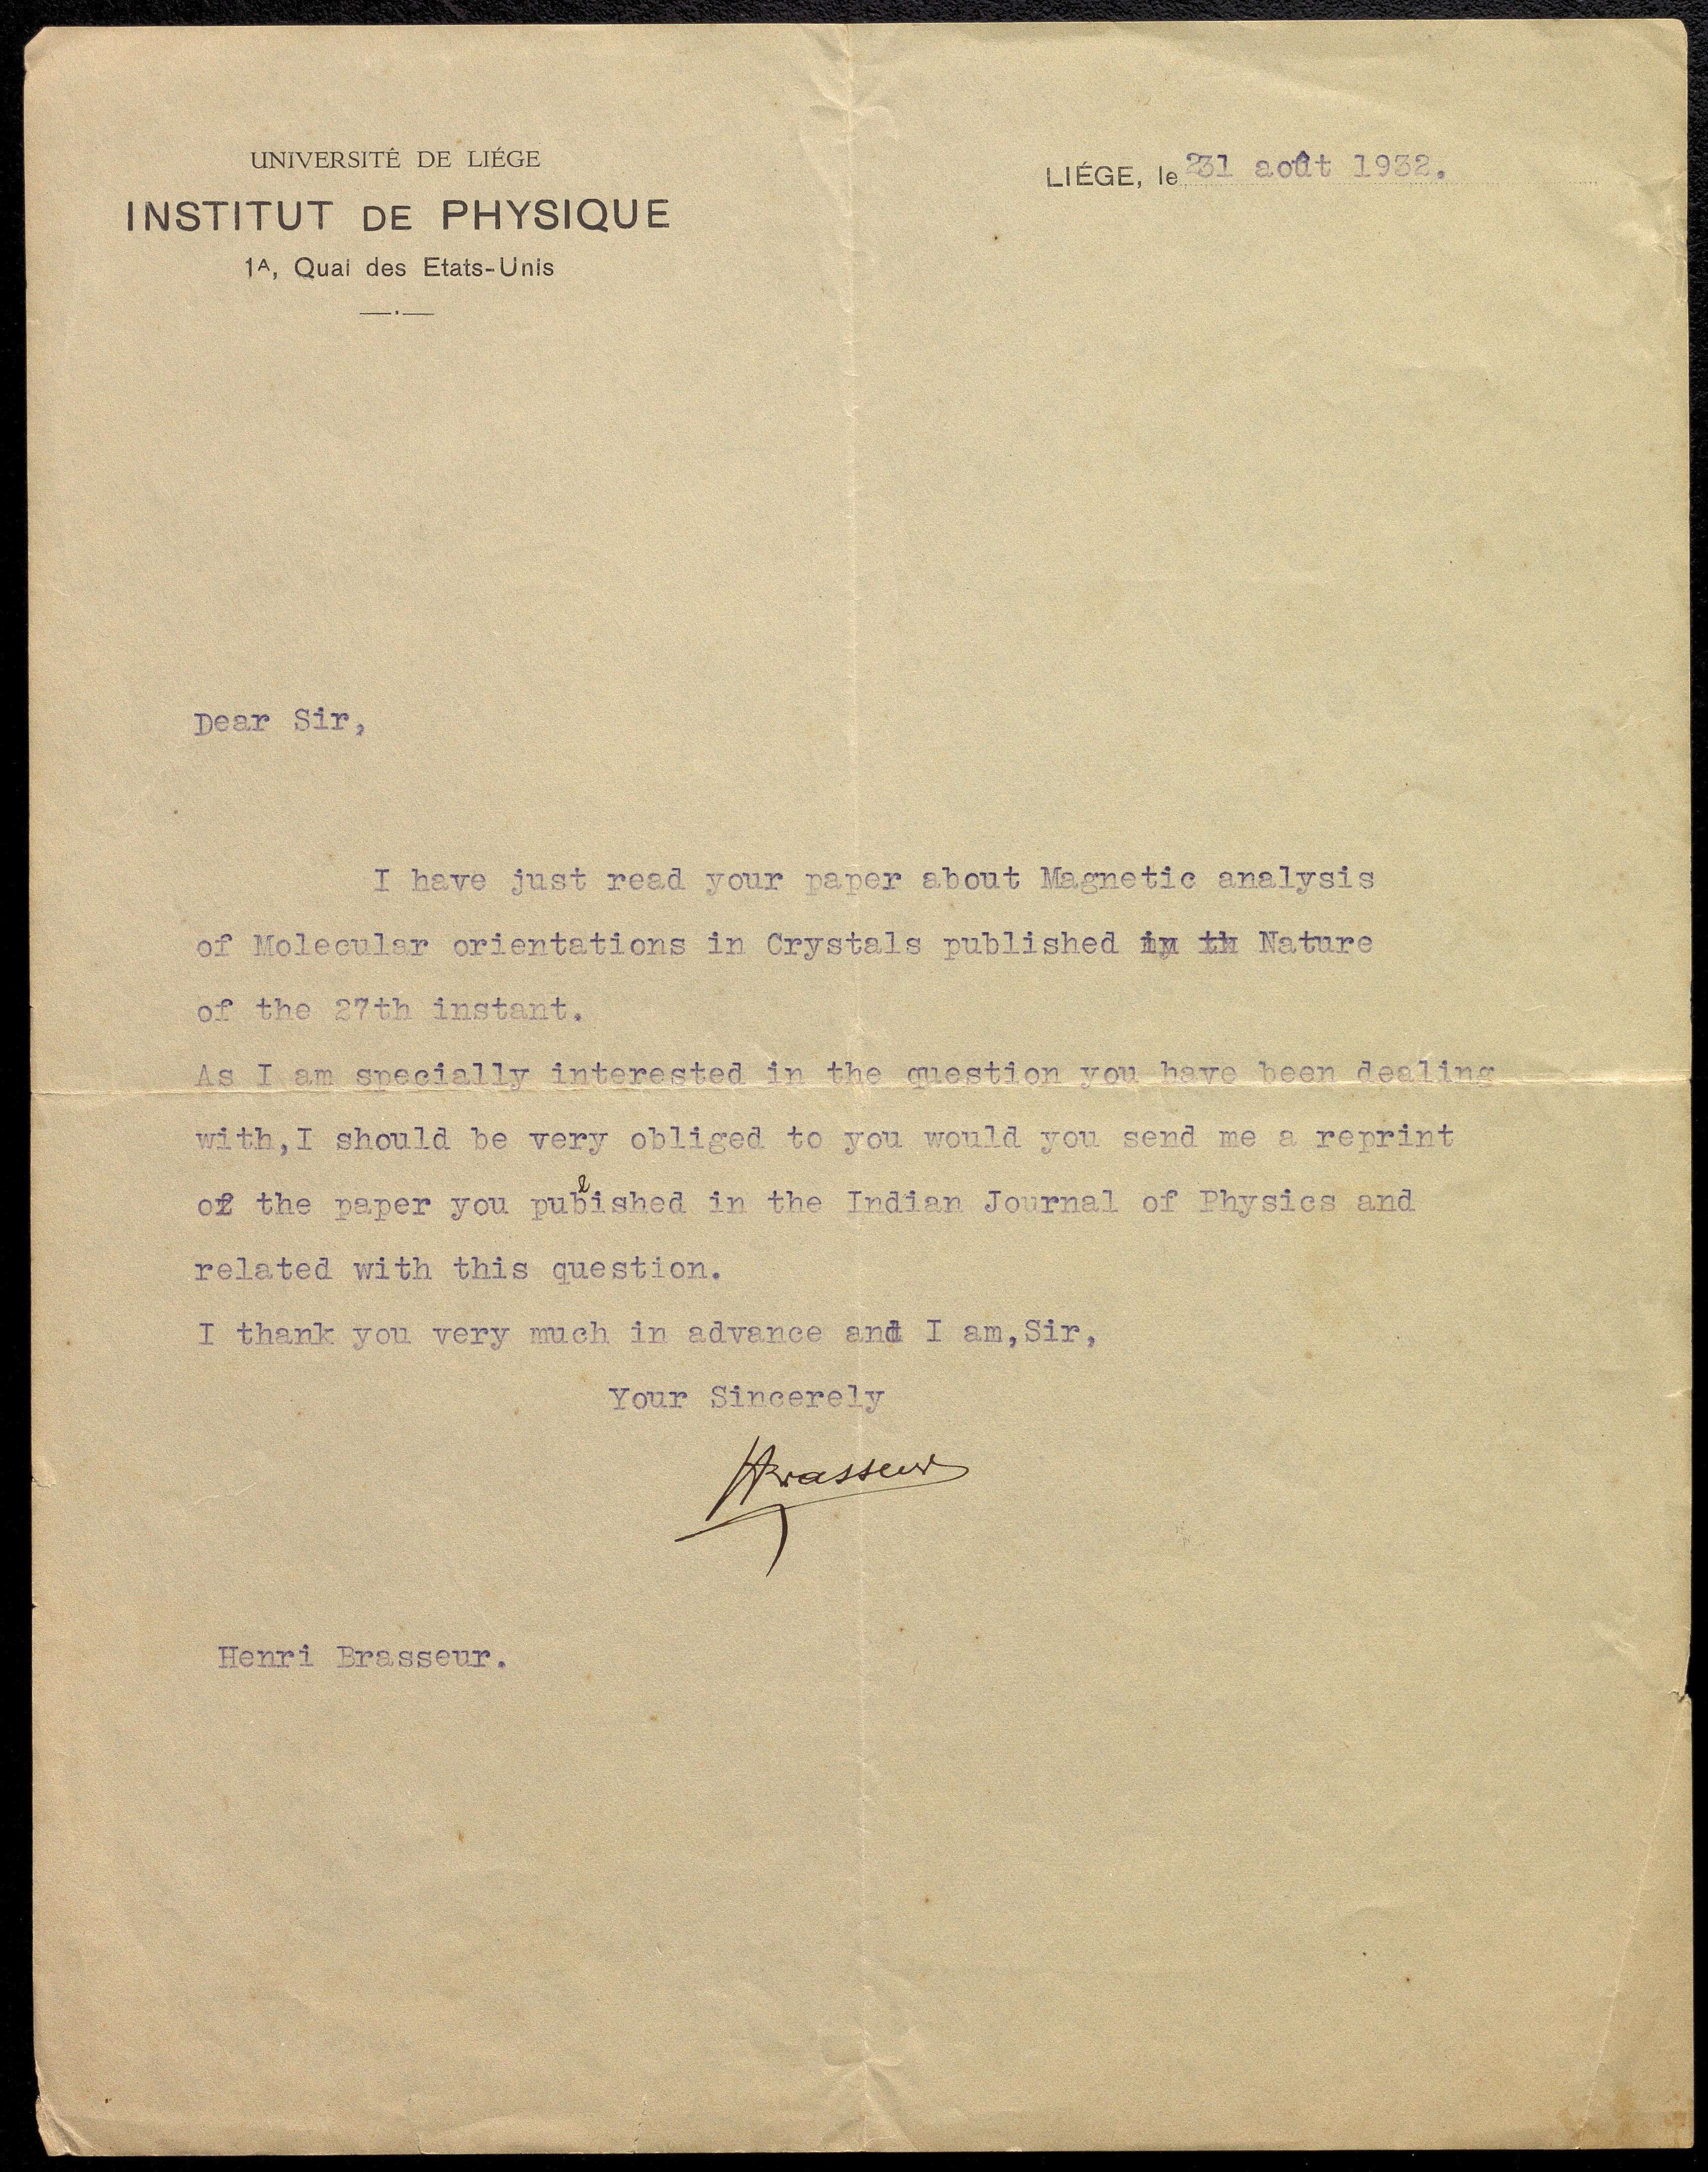 UNIVERSITÉ DE LIÉGE
INSTITUT DE PHYSIQUE
1A, Quai des Etats-Unis
LIÉGE, le 31 août 1932.
Dear Sir,
I have just read your paper about Magnetic analysis
of Molecular orientations in Crystals published in th Nature
of the 27th instant.
As I am specially interested in the question you have been dealing
with,I should be very obliged to you would you send me a reprint
of the paper you published in the Indian Journal of Physics and
related with this question.
I thank you very much in advance and I am,Sir,
Your Sincerely
HBrasseur
Henri Brasseur.